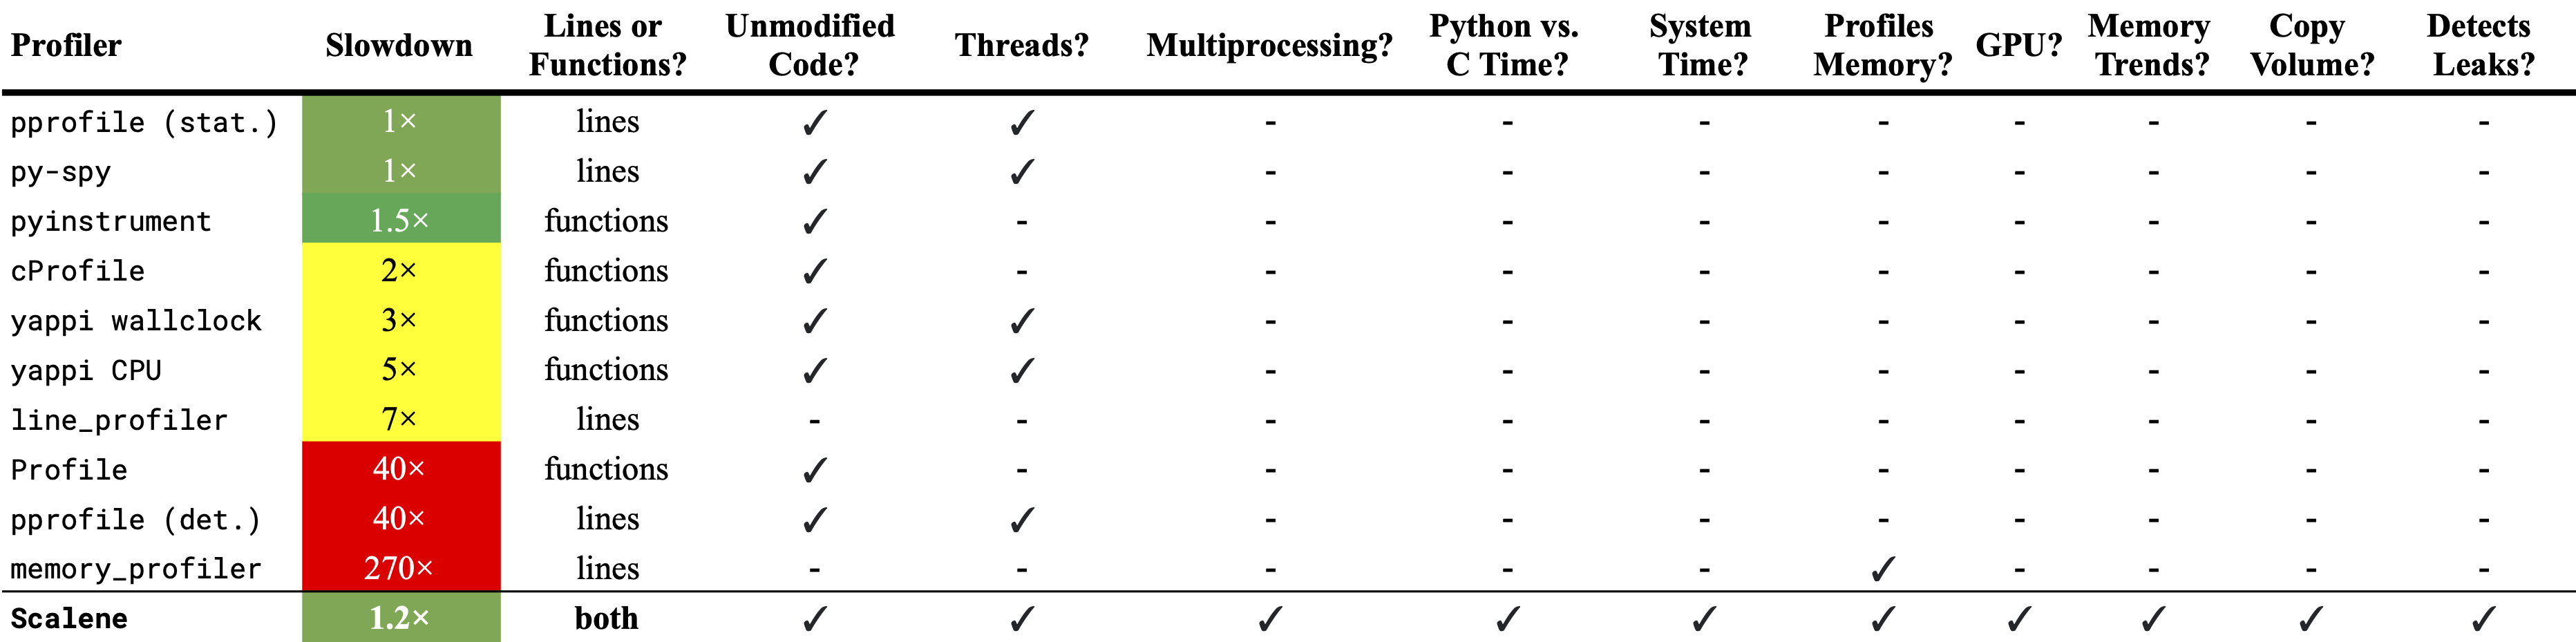 Profiler Slowdown Lines or Functions? Unmodified Code? Threads? Multiprocessing? Python vs. C Time? System Time? Profiles Memory? GPU? Memory Trends? Copy Volume? Detects Leaks?
pprofile (stat.) 1× lines ✓ ✓ - - - - - - - -
py-spy 1× lines ✓ ✓ - - - - - - - -
pyinstrument 1.5× functions ✓ - - - - - - - - -
cProfile 2× functions ✓ - - - - - - - - -
yappi wallclock 3× functions ✓ ✓ - - - - - - - -
yappi CPU 5× functions ✓ ✓ - - - - - - - -
line_profiler 7× lines - - - - - - - - - -
Profile 40× functions ✓ - - - - - - - - -
pprofile (det.) 40× lines ✓ ✓ - - - - - - - -
memory_profiler 270× lines - - - - - ✓ - - - -
Scalene 1.2× both ✓ ✓ ✓ ✓ ✓ ✓ ✓ ✓ ✓ ✓